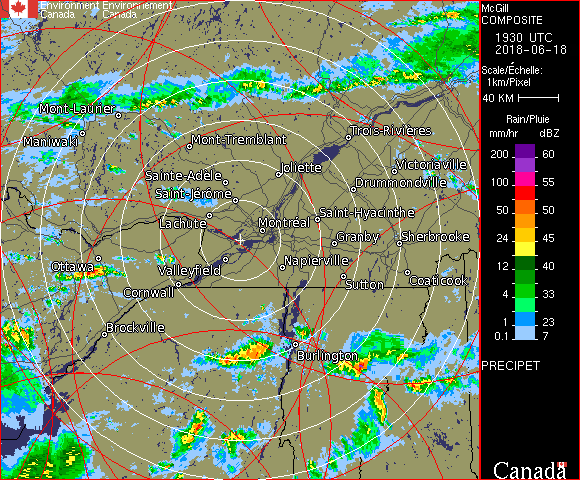 Environment Environnement
Canada Canada
McGill
COMPOSITE
1930 UTC
2018-06-18
Scale/Échelle:
1km/Pixel
40 KM
Rain/Pluie
mm/hr dBZ
200 60
100 55
50 50
24 45
12 40
4 33
1 23
0.1 7
PRECIPET
Canada
Mont-Laurier
Maniwaki
Mont-Tremblant
Trois-Rivières
Sainte-Adèle
Joliette
Victoriaville
Saint-Jérôme
Drummondville
Lachute
Saint-Hyacinthe
Montréal
Granby
Sherbrooke
Ottawa
Valleyfield
Napierville
Cornwall
Sutton
Coaticook
Brockville
Burlington